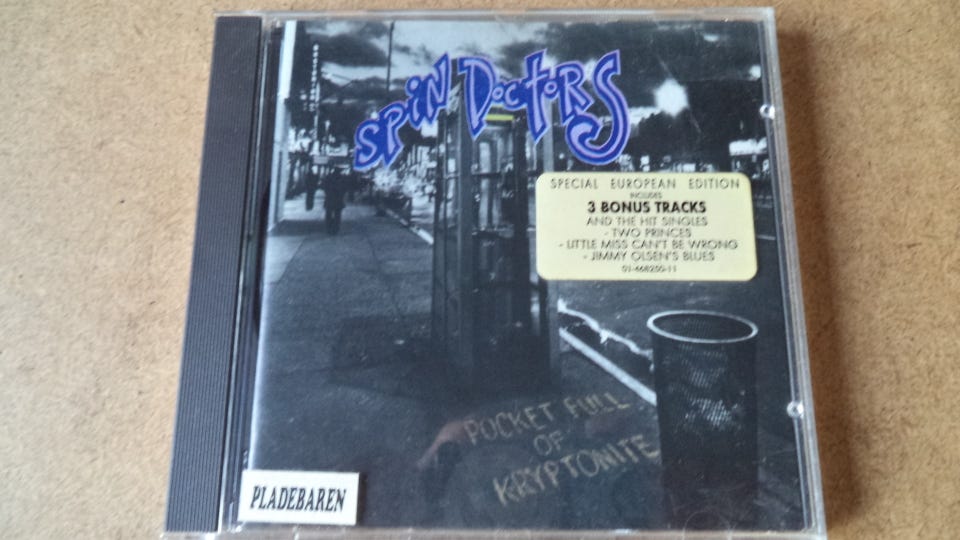 SPIN DOCTORS
SPECIAL EUROPEAN EDITION
INCLUDES
3 BONUS TRACKS
AND THE HIT SINGLES
- TWO PRINCES
- LITTLE MISS CAN'T BE WRONG
- JIMMY OLSEN'S BLUES
01-468250-11
POCKET FULL
OF
KRYPTONITE
PLADEBAREN